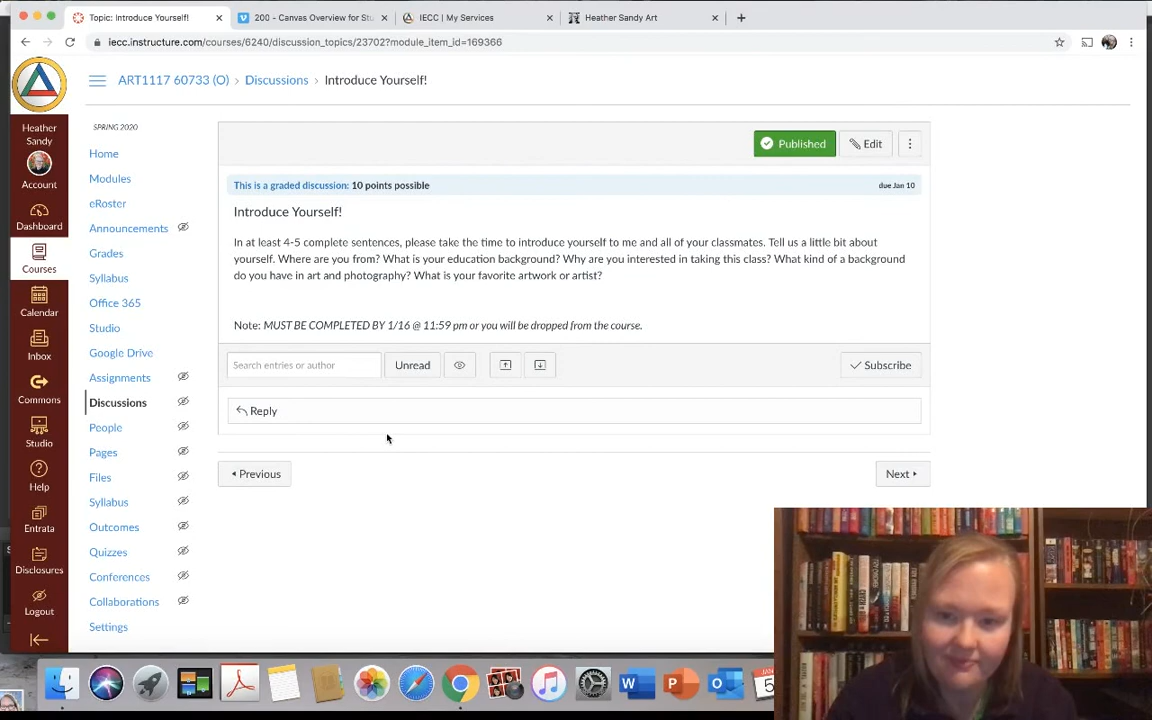 Topic: Introduce Yourself!
200 - Canvas Overview for Stu
IECC | My Services
Heather Sandy Art
iecc.instructure.com/courses/6240/discussion_topics/23702?module_item_id=169366
ART1117 60733 (O) › Discussions › Introduce Yourself!
Heather
Sandy
Account
Dashboard
Courses
Calendar
Inbox
Commons
Studio
Help
Entrata
Disclosures
Logout
SPRING 2020
Home
Modules
eRoster
Announcements
Grades
Syllabus
Office 365
Studio
Google Drive
Assignments
Discussions
People
Pages
Files
Syllabus
Outcomes
Quizzes
Conferences
Collaborations
Settings
Published
Edit
This is a graded discussion: 10 points possible
due Jan 10
Introduce Yourself!
In at least 4-5 complete sentences, please take the time to introduce yourself to me and all of your classmates. Tell us a little bit about
yourself. Where are you from? What is your education background? Why are you interested in taking this class? What kind of a background
do you have in art and photography? What is your favorite artwork or artist?
Note: MUST BE COMPLETED BY 1/16 @ 11:59 pm or you will be dropped from the course.
Search entries or author
Unread
Subscribe
Reply
Previous
Next
W
P
O
5